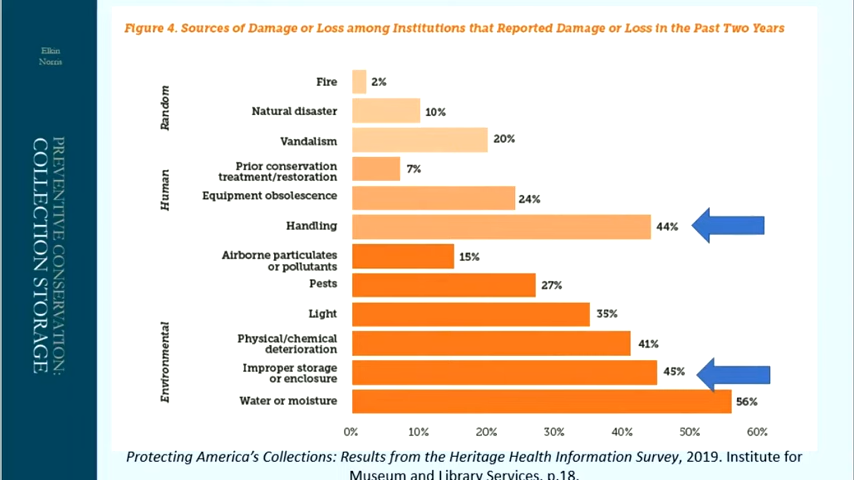 Figure 4. Sources of Damage or Loss among Institutions that Reported Damage or Loss in the Past Two Years
Elkin
Norris
PREVENTIVE CONSERVATION:
COLLECTION STORAGE
Random
Fire 2%
Natural disaster 10%
Vandalism 20%
Human
Prior conservation
treatment/restoration 7%
Equipment obsolescence 24%
Handling 44%
Environmental
Airborne particulates
or pollutants 15%
Pests 27%
Light 35%
Physical/chemical
deterioration 41%
Improper storage
or enclosure 45%
Water or moisture 56%
0% 10% 20% 30% 40% 50% 60%
Protecting America's Collections: Results from the Heritage Health Information Survey, 2019. Institute for
Museum and Library Services, p.18.